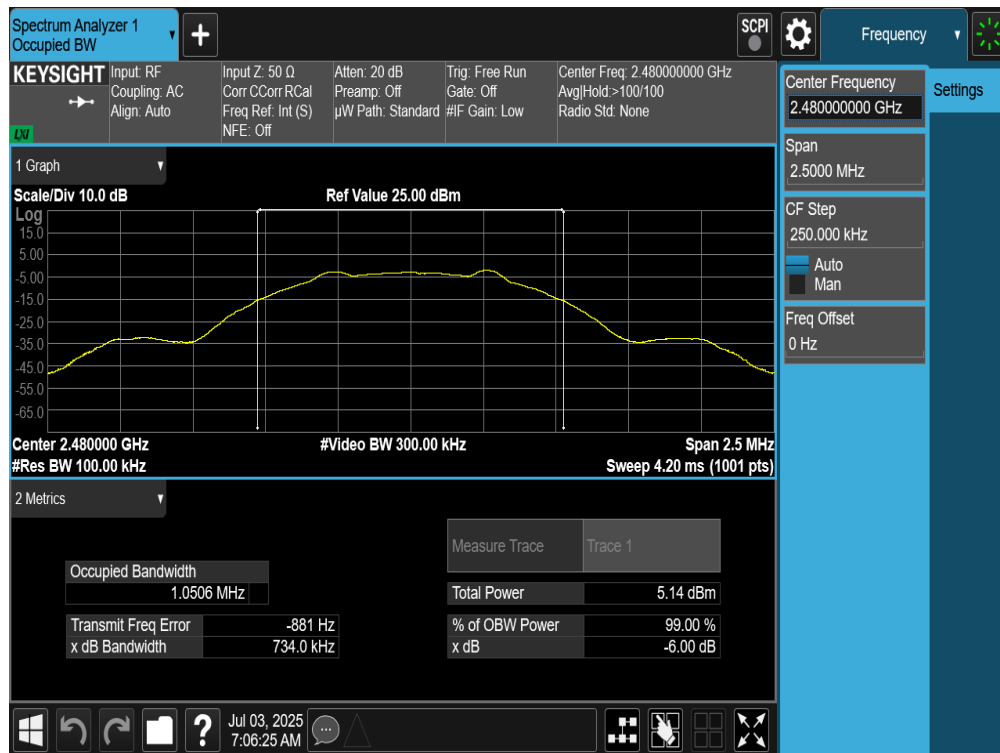 Spectrum Analyzer 1
Occupied BW
+
SCPI
Frequency
KEYSIGHT
LXI
Input: RF
Coupling: AC
Align: Auto
Input Z: 50 Ω
Corr CCorr RCal
Freq Ref: Int (S)
NFE: Off
Atten: 20 dB
Preamp: Off
µW Path: Standard
Trig: Free Run
Gate: Off
#IF Gain: Low
Center Freq: 2.480000000 GHz
Avg|Hold:>100/100
Radio Std: None
Center Frequency
2.480000000 GHz
Settings
Span
2.5000 MHz
CF Step
250.000 kHz
Auto
Man
Freq Offset
0 Hz
1 Graph
Scale/Div 10.0 dB
Ref Value 25.00 dBm
Log
15.0
5.00
-5.00
-15.0
-25.0
-35.0
-45.0
-55.0
-65.0
Center 2.480000 GHz
#Video BW 300.00 kHz
Span 2.5 MHz
#Res BW 100.00 kHz
Sweep 4.20 ms (1001 pts)
2 Metrics
Measure Trace
Trace 1
Occupied Bandwidth
1.0506 MHz
Total Power
5.14 dBm
Transmit Freq Error
-881 Hz
% of OBW Power
99.00 %
x dB Bandwidth
734.0 kHz
x dB
-6.00 dB
?
Jul 03, 2025
7:06:25 AM